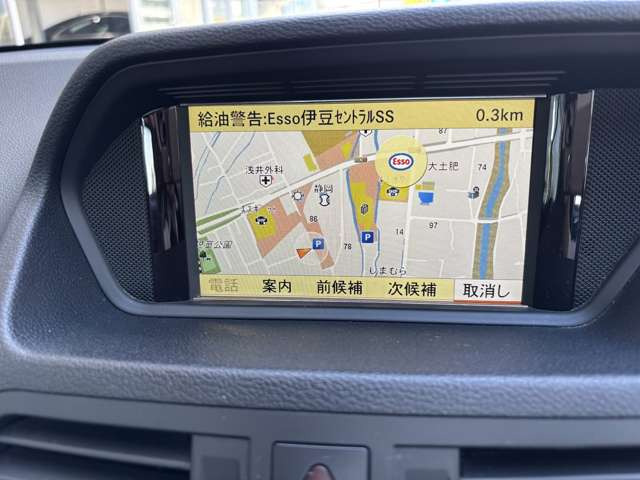 給油警告:Esso伊豆ｾﾝﾄﾗﾙSS 0.3km
Esso
大土肥
74
浅井外科
静岡
74
86
P
P
78
92
しまむら
電話 案内 前候補 次候補 取消し